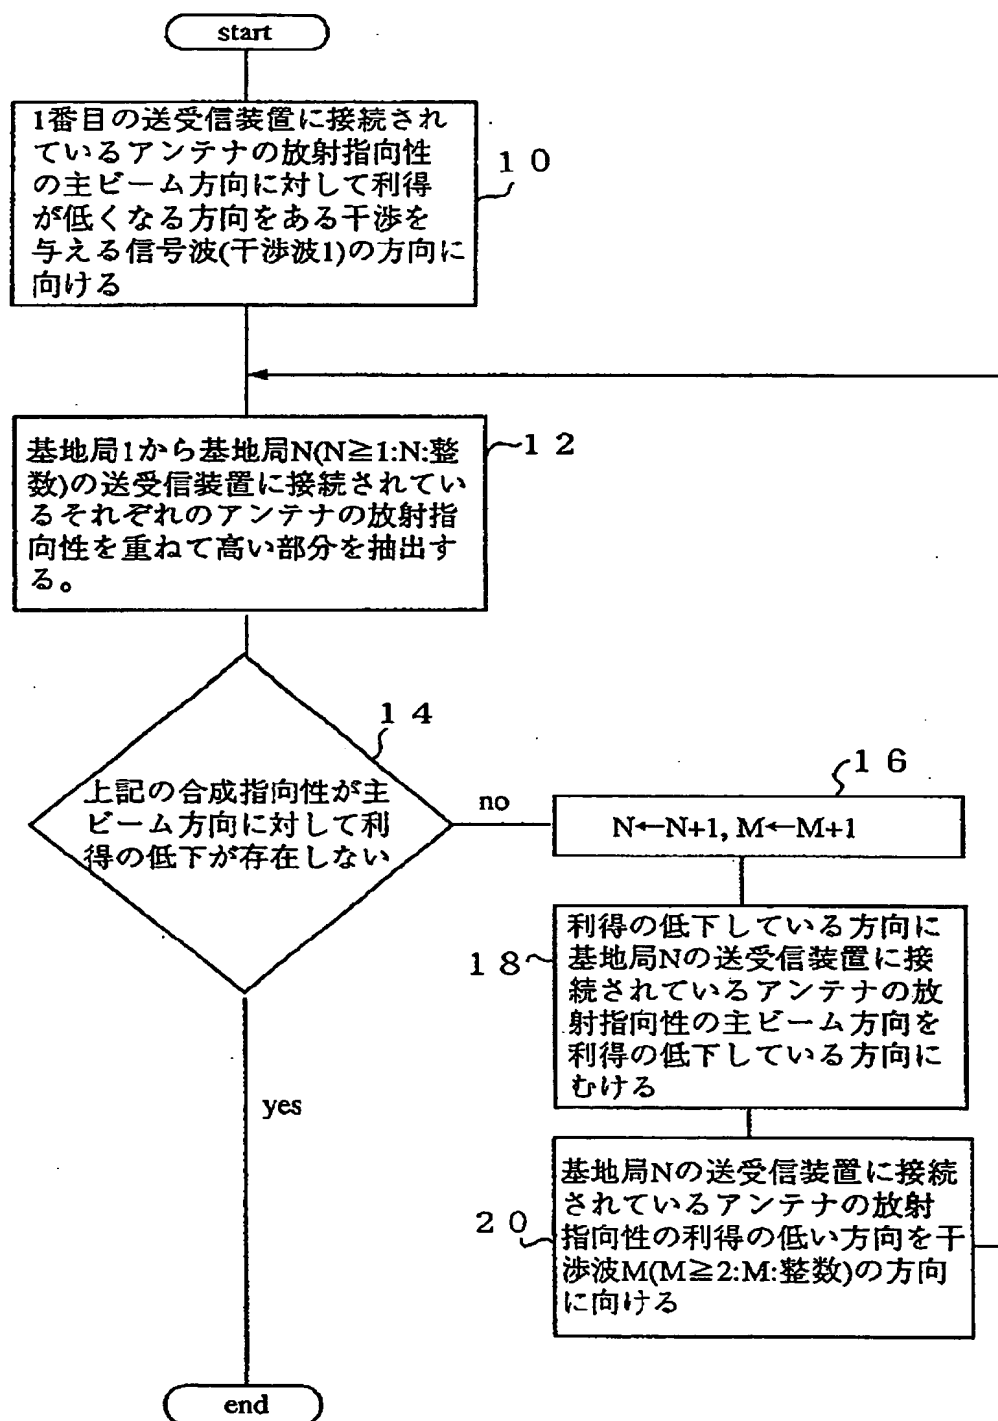 start
1番目の送受信装置に接続され
ているアンテナの放射指向性
の主ビーム方向に対して利得
が低くなる方向をある干渉を
与える信号波(干渉波1)の方向に
向ける
10
基地局1から基地局N(N≧1:N:整
数)の送受信装置に接続されてい
るそれぞれのアンテナの放射指
向性を重ねて高い部分を抽出す
る。
12
上記の合成指向性が主
ビーム方向に対して利
得の低下が存在しない
14
no
16
N←N+1, M←M+1
利得の低下している方向に
基地局Nの送受信装置に接
続されているアンテナの放
射指向性の主ビーム方向を
利得の低下している方向に
むける
18
yes
基地局Nの送受信装置に接続
されているアンテナの放射
指向性の利得の低い方向を干
渉波M(M≧2:M:整数)の方向
に向ける
20
end